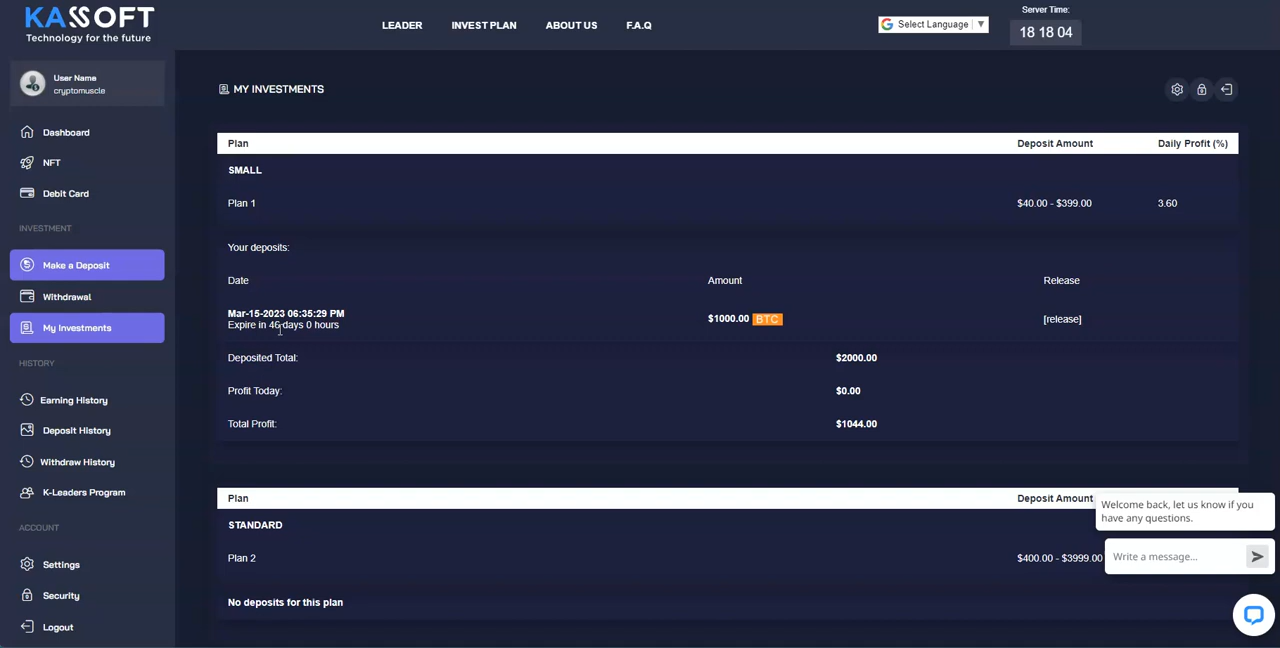 KASSOFT
Technology for the future
LEADER
INVEST PLAN
ABOUT US
F.A.Q
Select Language
Server Time:
18 18 04
User Name
cryptomuscle
Dashboard
NFT
Debit Card
INVESTMENT
Make a Deposit
Withdrawal
My Investments
HISTORY
Earning History
Deposit History
Withdraw History
K-Leaders Program
ACCOUNT
Settings
Security
Logout
MY INVESTMENTS
Plan Deposit Amount Daily Profit (%)
SMALL
Plan 1 $40.00 - $399.00 3.60
Your deposits:
Date Amount Release
Mar-15-2023 06:35:29 PM
Expire in 46 days 0 hours
$1000.00 BTC [release]
Deposited Total: $2000.00
Profit Today: $0.00
Total Profit: $1044.00
Plan Deposit Amount
STANDARD
Plan 2 $400.00 - $3999.00
No deposits for this plan
Welcome back, let us know if you
have any questions.
Write a message...